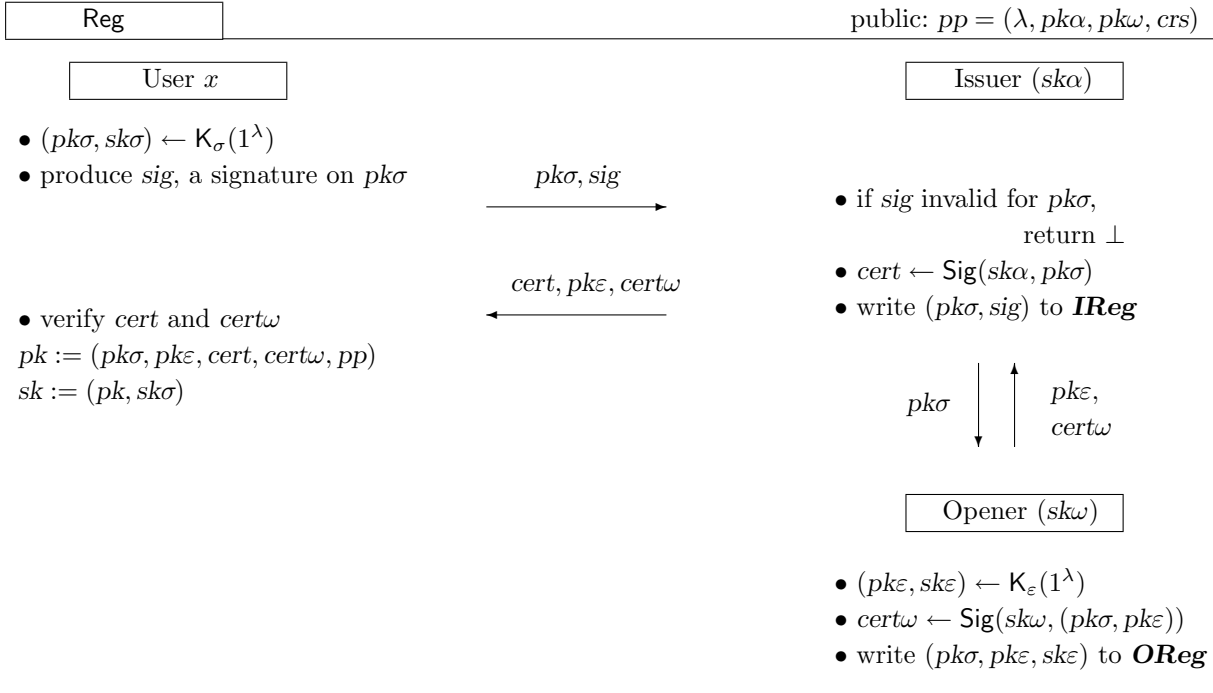 Reg
public: pp = (λ, pkα, pkω, crs)
User x
Issuer (skα)
• (pkσ, skσ) ← K_σ(1^λ)
• produce sig, a signature on pkσ
pkσ, sig
• if sig invalid for pkσ,
return ⊥
• cert ← Sig(skα, pkσ)
• write (pkσ, sig) to IReg
cert, pkε, certω
• verify cert and certω
pk := (pkσ, pkε, cert, certω, pp)
sk := (pk, skσ)
pkσ
pkε,
certω
Opener (skω)
• (pkε, skε) ← K_ε(1^λ)
• certω ← Sig(skω, (pkσ, pkε))
• write (pkσ, pkε, skε) to OReg